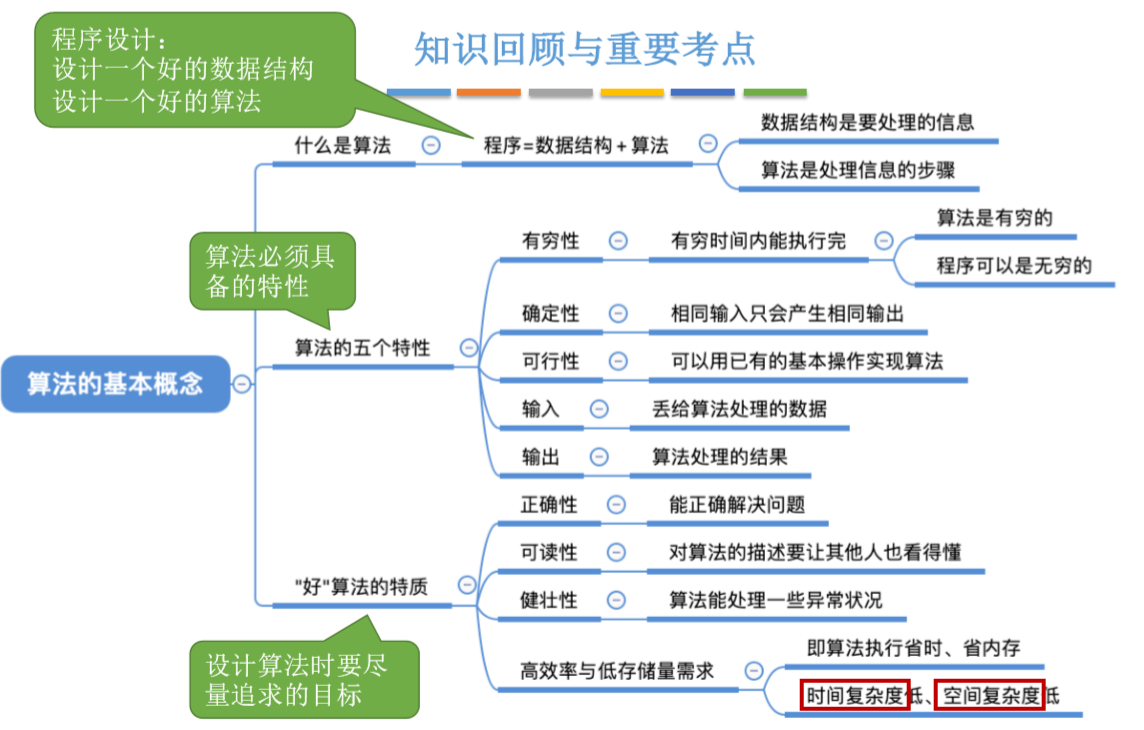 程序设计：
设计一个好的数据结构
设计一个好的算法
知识回顾与重要考点
什么是算法
程序=数据结构+算法
数据结构是要处理的信息
算法是处理信息的步骤
算法必须具
备的特性
算法的五个特性
有穷性
有穷时间内能执行完
算法是有穷的
程序可以是无穷的
确定性
相同输入只会产生相同输出
可行性
可以用已有的基本操作实现算法
输入
丢给算法处理的数据
输出
算法处理的结果
算法的基本概念
"好"算法的特质
正确性
能正确解决问题
可读性
对算法的描述要让其他人也看得懂
健壮性
算法能处理一些异常状况
高效率与低存储量需求
即算法执行省时、省内存
时间复杂度低、空间复杂度低
设计算法时要尽
量追求的目标